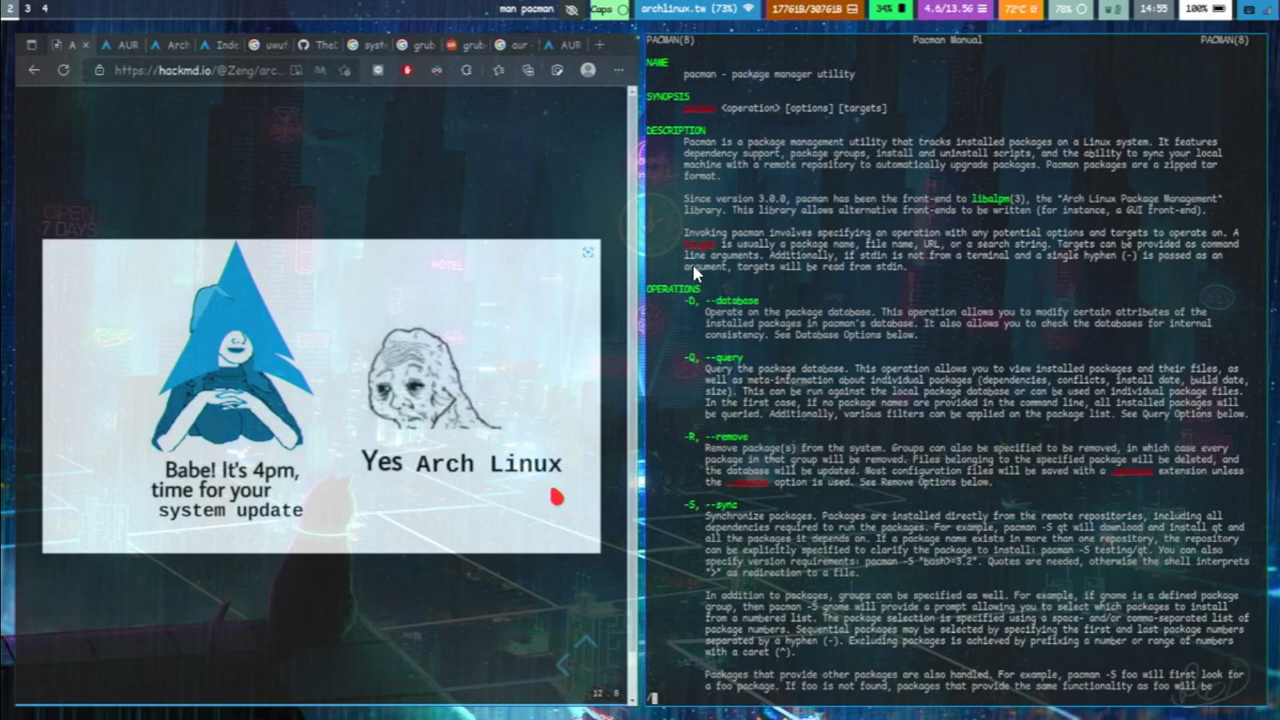 2 3 4
man pacman
Caps
archlinux.tw (73%)
34%
4.6/13.5G
72°C
78%
14:55
100%
A × AUR Arch Inde uwuf The syst grub grub aur - AUR
https://hackmd.io/@Zeng/arc...
OPEN
7 DAYS
HOTEL
Babe! It's 4pm,
time for your
system update
Yes Arch Linux
12 . 8
PACMAN(8) Pacman Manual PACMAN(8)
NAME
pacman - package manager utility
SYNOPSIS
pacman <operation> [options] [targets]
DESCRIPTION
Pacman is a package management utility that tracks installed packages on a Linux system. It features
dependency support, package groups, install and uninstall scripts, and the ability to sync your local
machine with a remote repository to automatically upgrade packages. Pacman packages are a zipped tar
format.
Since version 3.0.0, pacman has been the front-end to libalpm(3), the "Arch Linux Package Management"
library. This library allows alternative front-ends to be written (for instance, a GUI front-end).
Invoking pacman involves specifying an operation with any potential options and targets to operate on. A
target is usually a package name, file name, URL, or a search string. Targets can be provided as command
line arguments. Additionally, if stdin is not from a terminal and a single hyphen (-) is passed as an
argument, targets will be read from stdin.
OPERATIONS
-D, --database
Operate on the package database. This operation allows you to modify certain attributes of the
installed packages in pacman's database. It also allows you to check the databases for internal
consistency. See Database Options below.
-Q, --query
Query the package database. This operation allows you to view installed packages and their files, as
well as meta-information about individual packages (dependencies, conflicts, install date, build date,
size). This can be run against the local package database or can be used on individual package files.
In the first case, if no package names are provided in the command line, all installed packages will
be queried. Additionally, various filters can be applied on the package list. See Query Options below.
-R, --remove
Remove package(s) from the system. Groups can also be specified to be removed, in which case every
package in that group will be removed. Files belonging to the specified package will be deleted, and
the database will be updated. Most configuration files will be saved with a extension unless
the option is used. See Remove Options below.
-S, --sync
Synchronize packages. Packages are installed directly from the remote repositories, including all
dependencies required to run the packages. For example, pacman -S qt will download and install qt and
all the packages it depends on. If a package name exists in more than one repository, the repository
can be explicitly specified to clarify the package to install: pacman -S testing/qt. You can also
specify version requirements: pacman -S "bash>=3.2". Quotes are needed, otherwise the shell interprets
">" as redirection to a file.
In addition to packages, groups can be specified as well. For example, if gnome is a defined package
group, then pacman -S gnome will provide a prompt allowing you to select which packages to install
from a numbered list. The package selection is specified using a space- and/or comma-separated list of
package numbers. Sequential packages may be selected by specifying the first and last package numbers
separated by a hyphen (-). Excluding packages is achieved by prefixing a number or range of numbers
with a caret (^).
Packages that provide other packages are also handled. For example, pacman -S foo will first look for
a foo package. If foo is not found, packages that provide the same functionality as foo will be
/